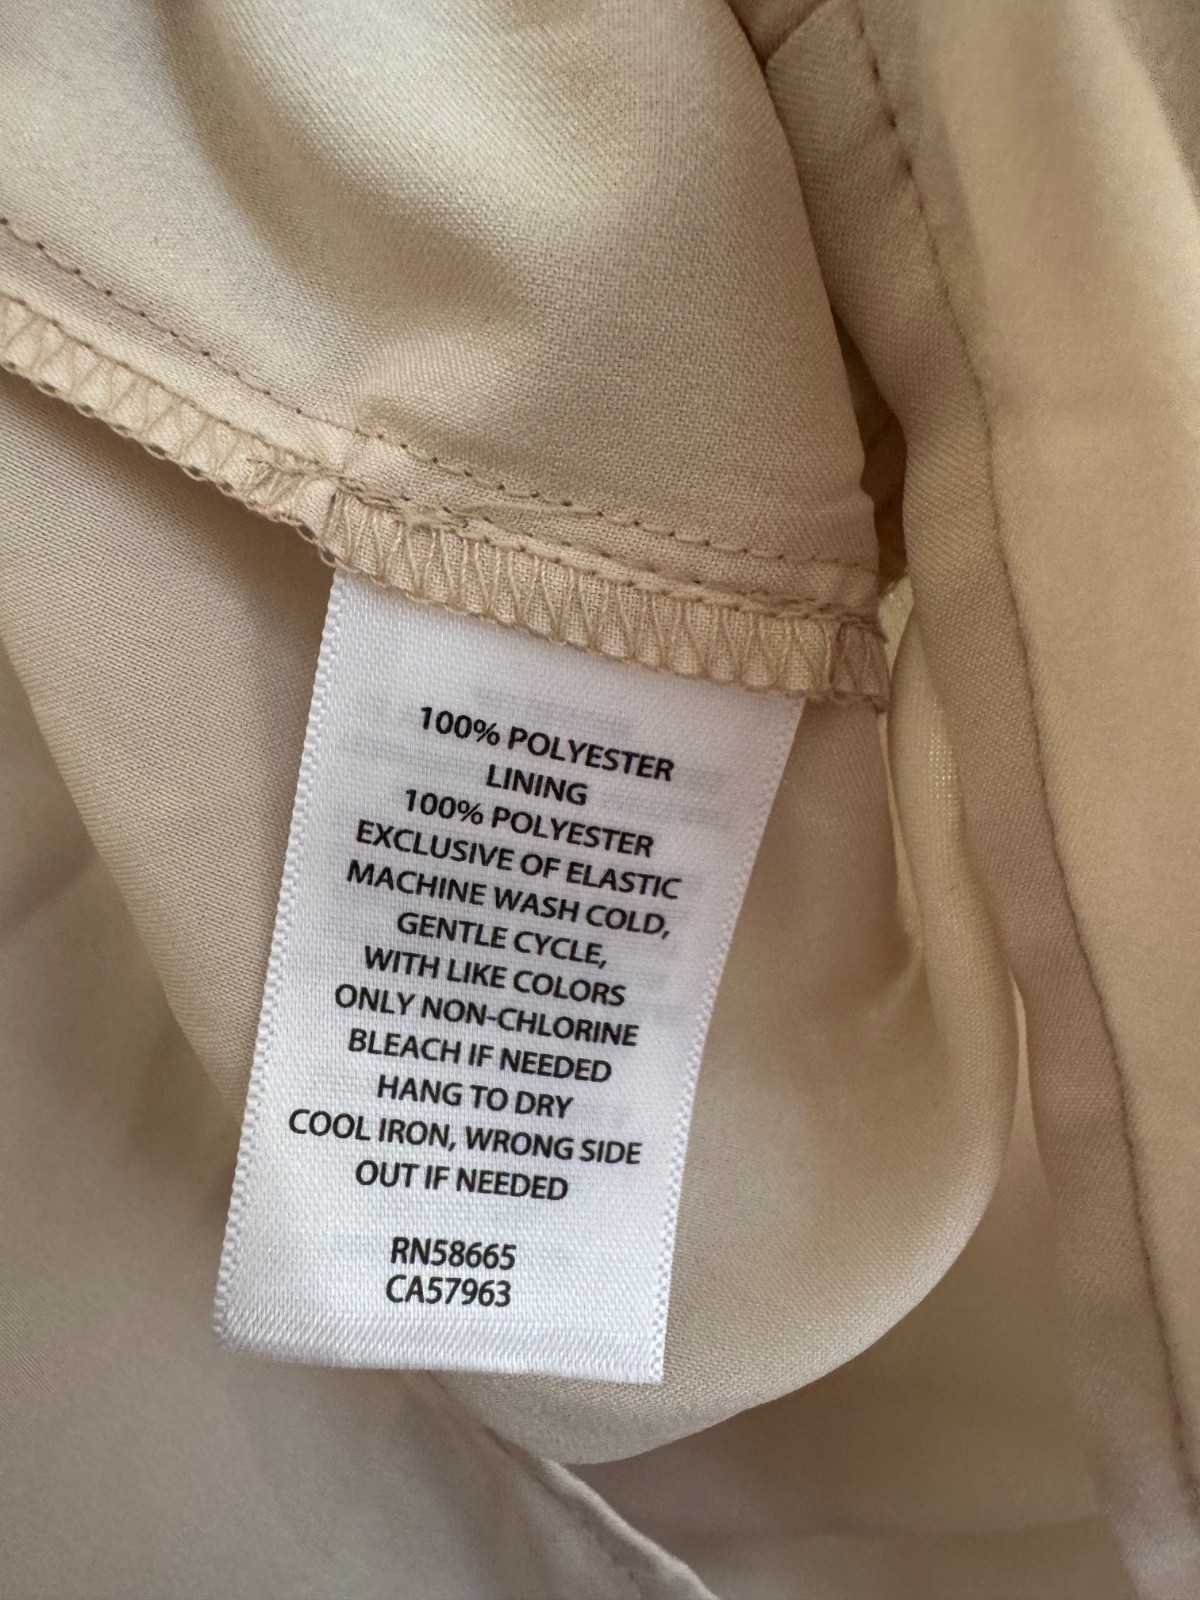 100% POLYESTER
LINING
100% POLYESTER
EXCLUSIVE OF ELASTIC
MACHINE WASH COLD,
GENTLE CYCLE,
WITH LIKE COLORS
ONLY NON-CHLORINE
BLEACH IF NEEDED
HANG TO DRY
COOL IRON, WRONG SIDE
OUT IF NEEDED
RN58665
CA57963